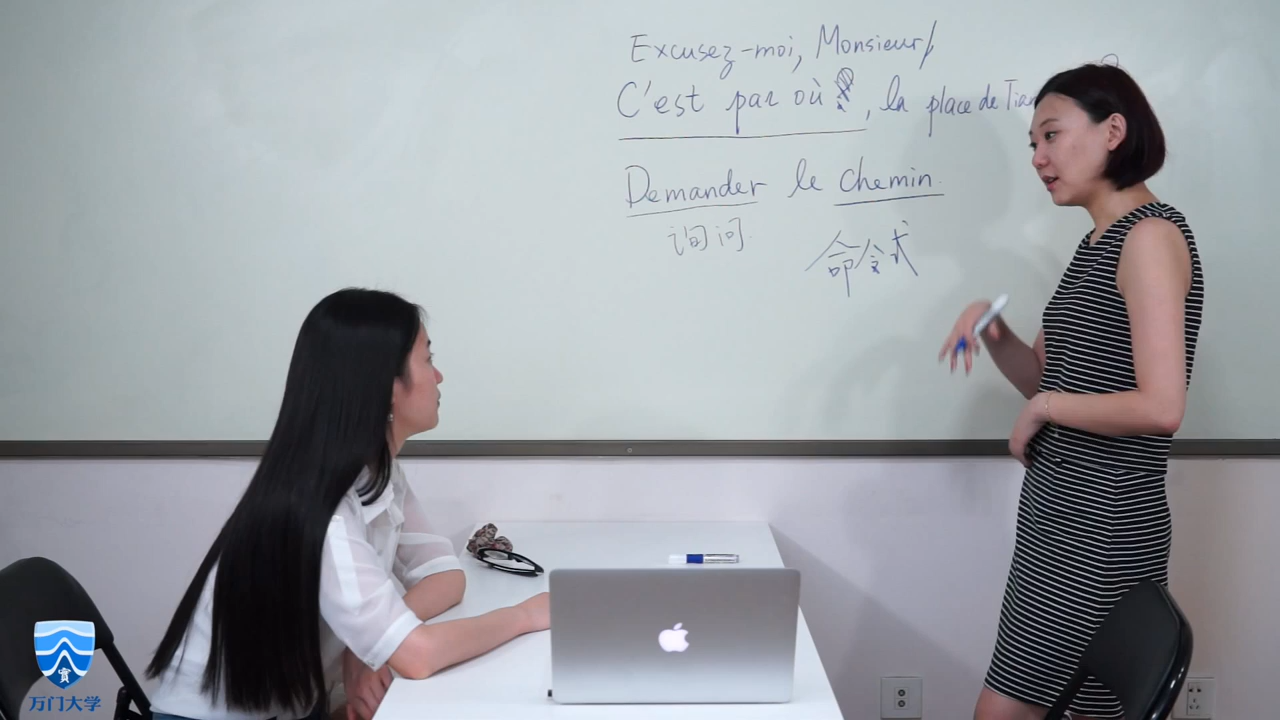 Excusez-moi, Monsieur,
C'est par où, la place de
Demander le chemin.
询问 命令式
万门大学